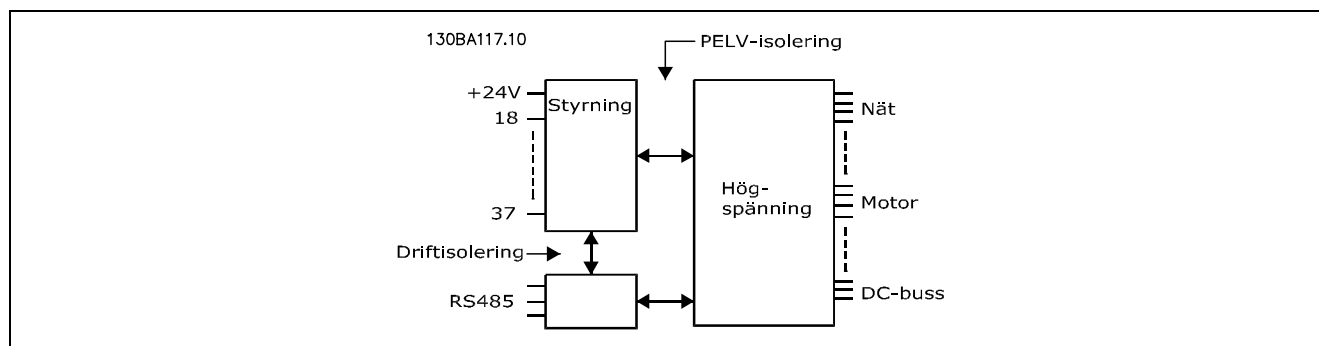 130BA117.10
PELV-isolering
+24V
Styrning
18
37
Hög-
spänning
Nät
Motor
DC-buss
Driftisolering
RS485